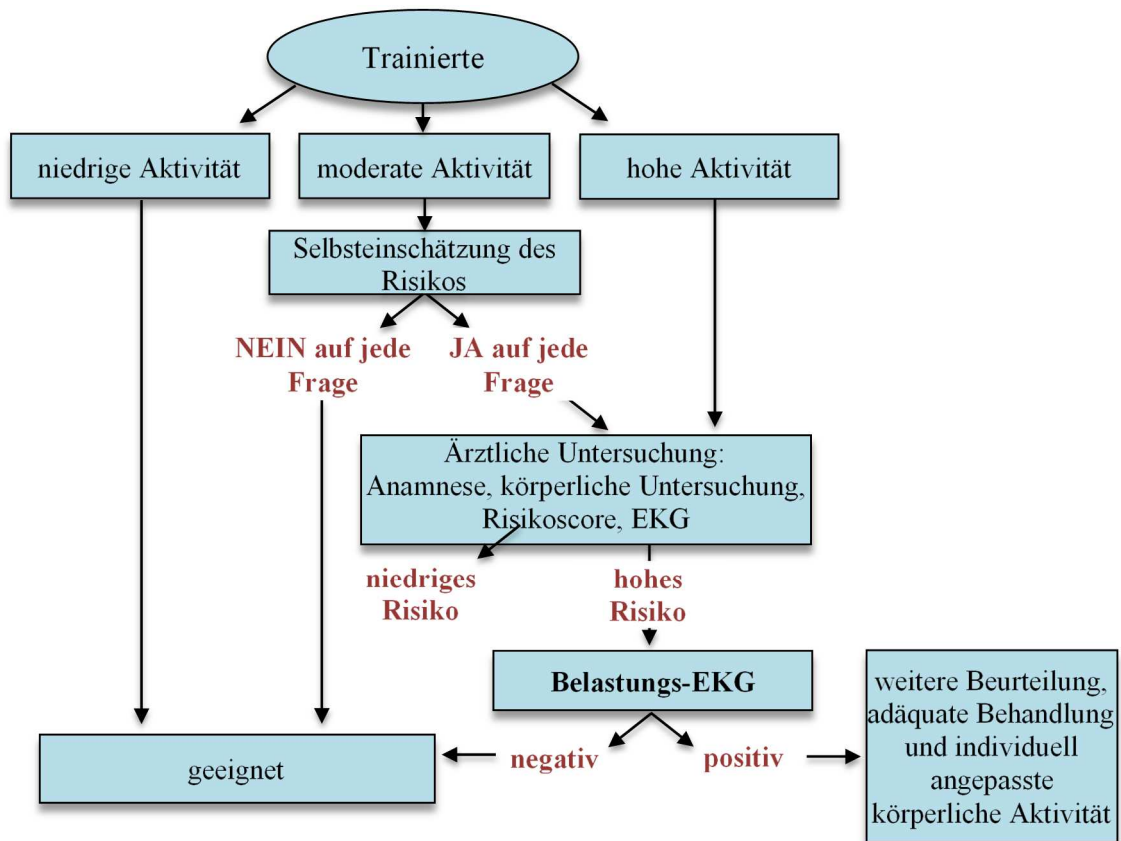 Trainierte
niedrige Aktivität
moderate Aktivität
hohe Aktivität
Selbsteinschätzung des
Risikos
NEIN auf jede
Frage
JA auf jede
Frage
Ärztliche Untersuchung:
Anamnese, körperliche Untersuchung,
Risikoscore, EKG
niedriges
Risiko
hohes
Risiko
Belastungs-EKG
negativ
positiv
geeignet
weitere Beurteilung,
adäquate Behandlung
und individuell
angepasste
körperliche Aktivität